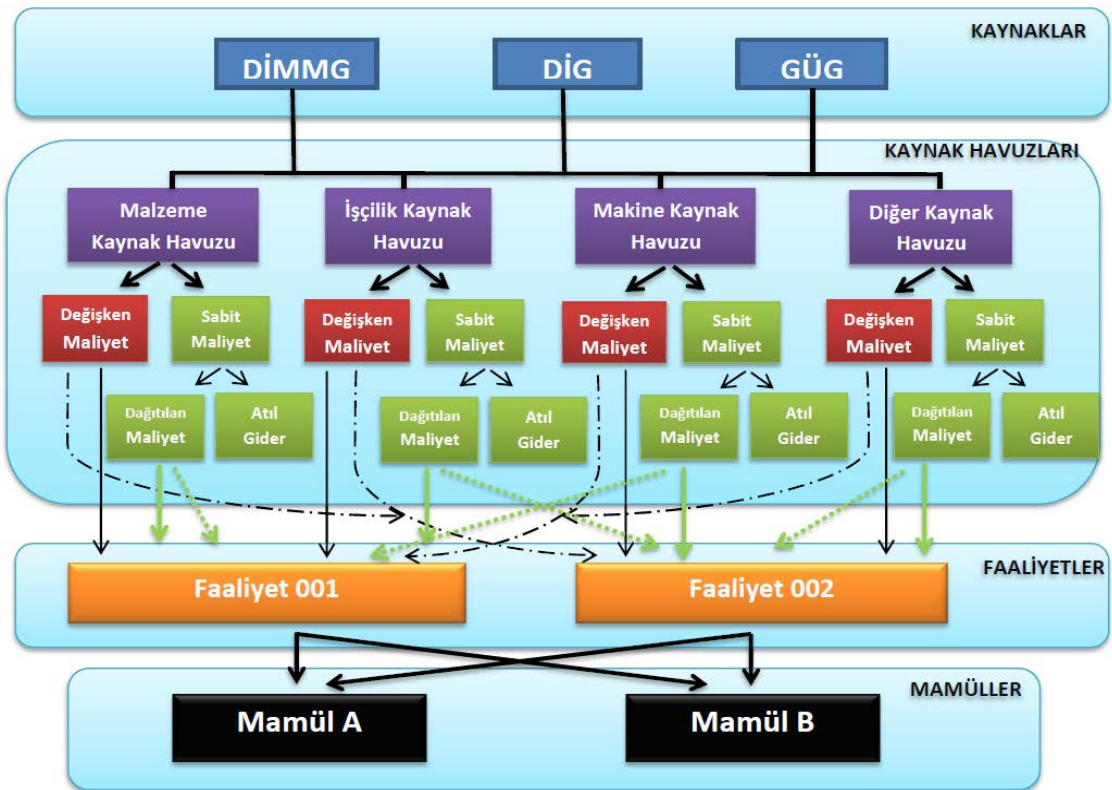 KAYNAKLAR
DİMMG
DİG
GÜG
KAYNAK HAVUZLARI
Malzeme
Kaynak Havuzu
İşçilik Kaynak
Havuzu
Makine Kaynak
Havuzu
Diğer Kaynak
Havuzu
Değişken
Maliyet
Sabit
Maliyet
Değişken
Maliyet
Sabit
Maliyet
Değişken
Maliyet
Sabit
Maliyet
Değişken
Maliyet
Sabit
Maliyet
Dağıtılan
Maliyet
Atıl
Gider
Dağıtılan
Maliyet
Atıl
Gider
Dağıtılan
Maliyet
Atıl
Gider
Dağıtılan
Maliyet
Atıl
Gider
FAALİYETLER
Faaliyet 001
Faaliyet 002
MAMÜLLER
Mamül A
Mamül B